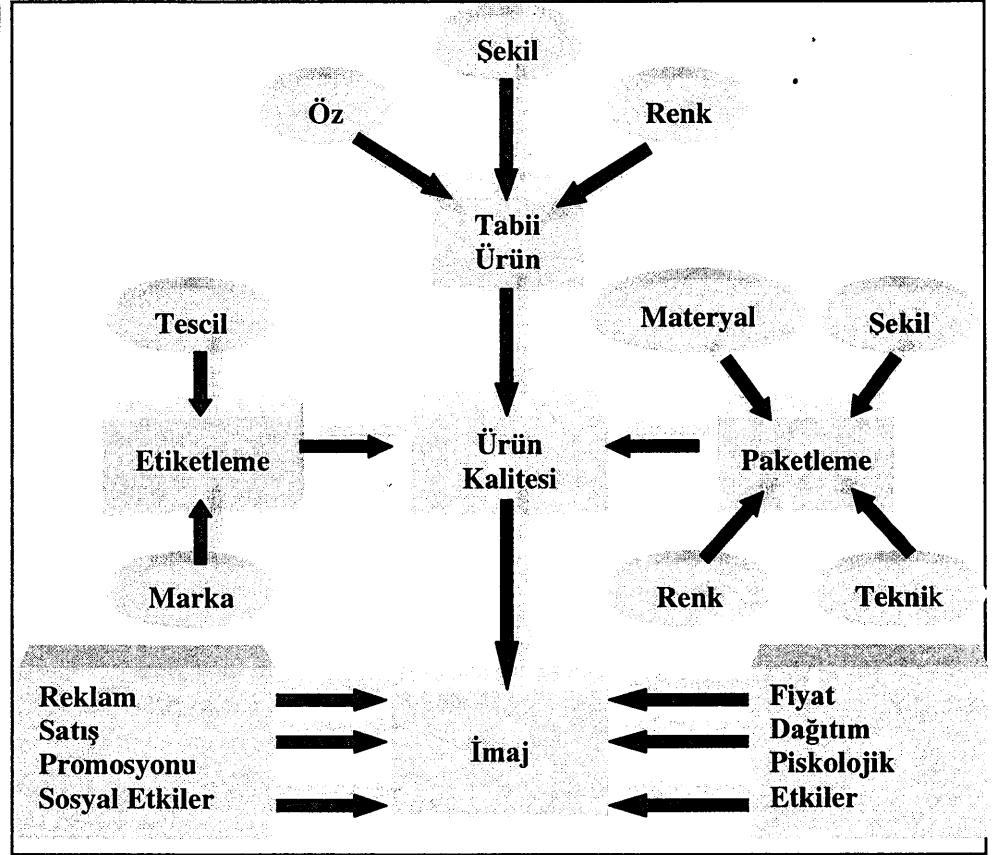 Şekil
Öz
Renk
Tabii
Ürün
Tescil
Materyal
Şekil
Etiketleme
Ürün
Kalitesi
Paketleme
Marka
Renk
Teknik
Reklam
Satış
Promosyonu
Sosyal Etkiler
İmaj
Fiyat
Dağıtım
Piskolojik
Etkiler